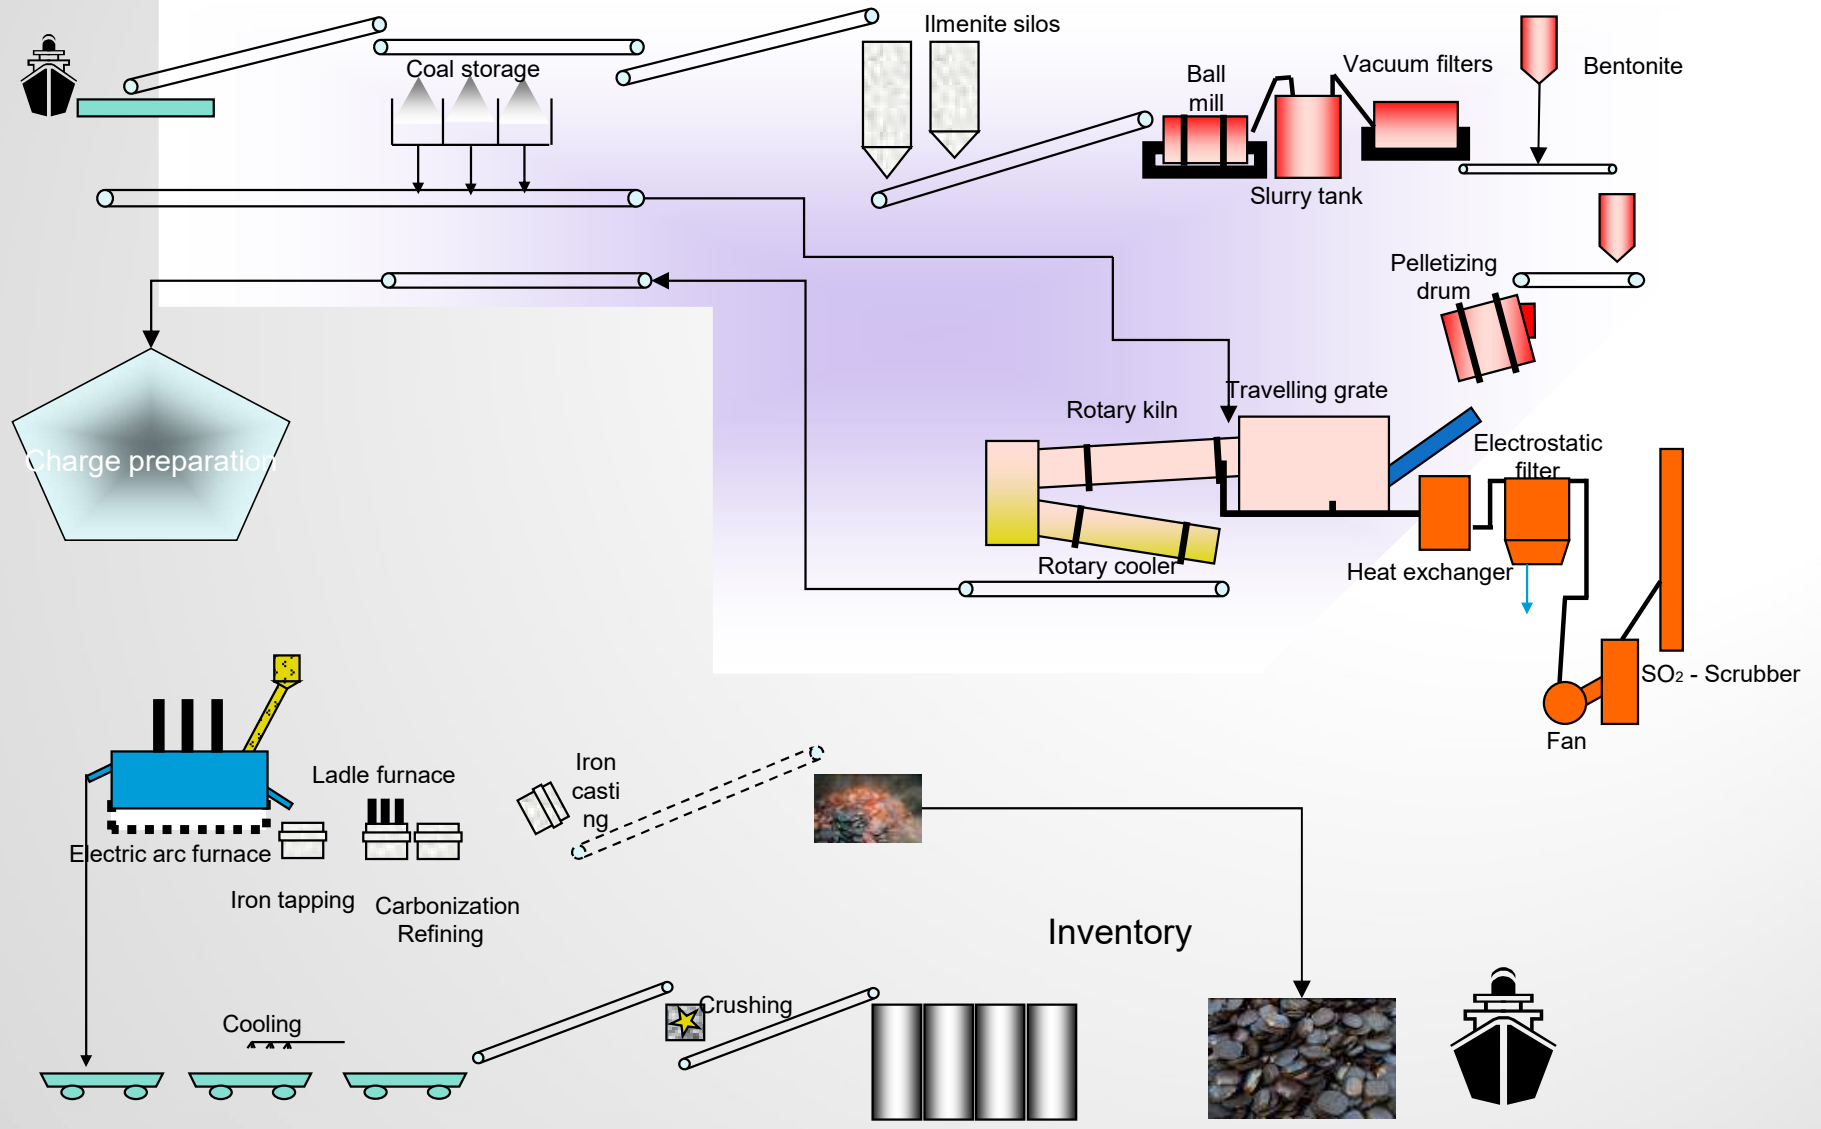 Ilmenite silos
Coal storage
Ball
mill
Vacuum filters
Bentonite
Slurry tank
Pelletizing
drum
Travelling grate
Rotary kiln
Electrostatic
filter
Charge preparation
Rotary cooler
Heat exchanger
SO2 - Scrubber
Fan
Ladle furnace
Iron
casti
ng
Electric arc furnace
Iron tapping
Carbonization
Refining
Inventory
Crushing
Cooling